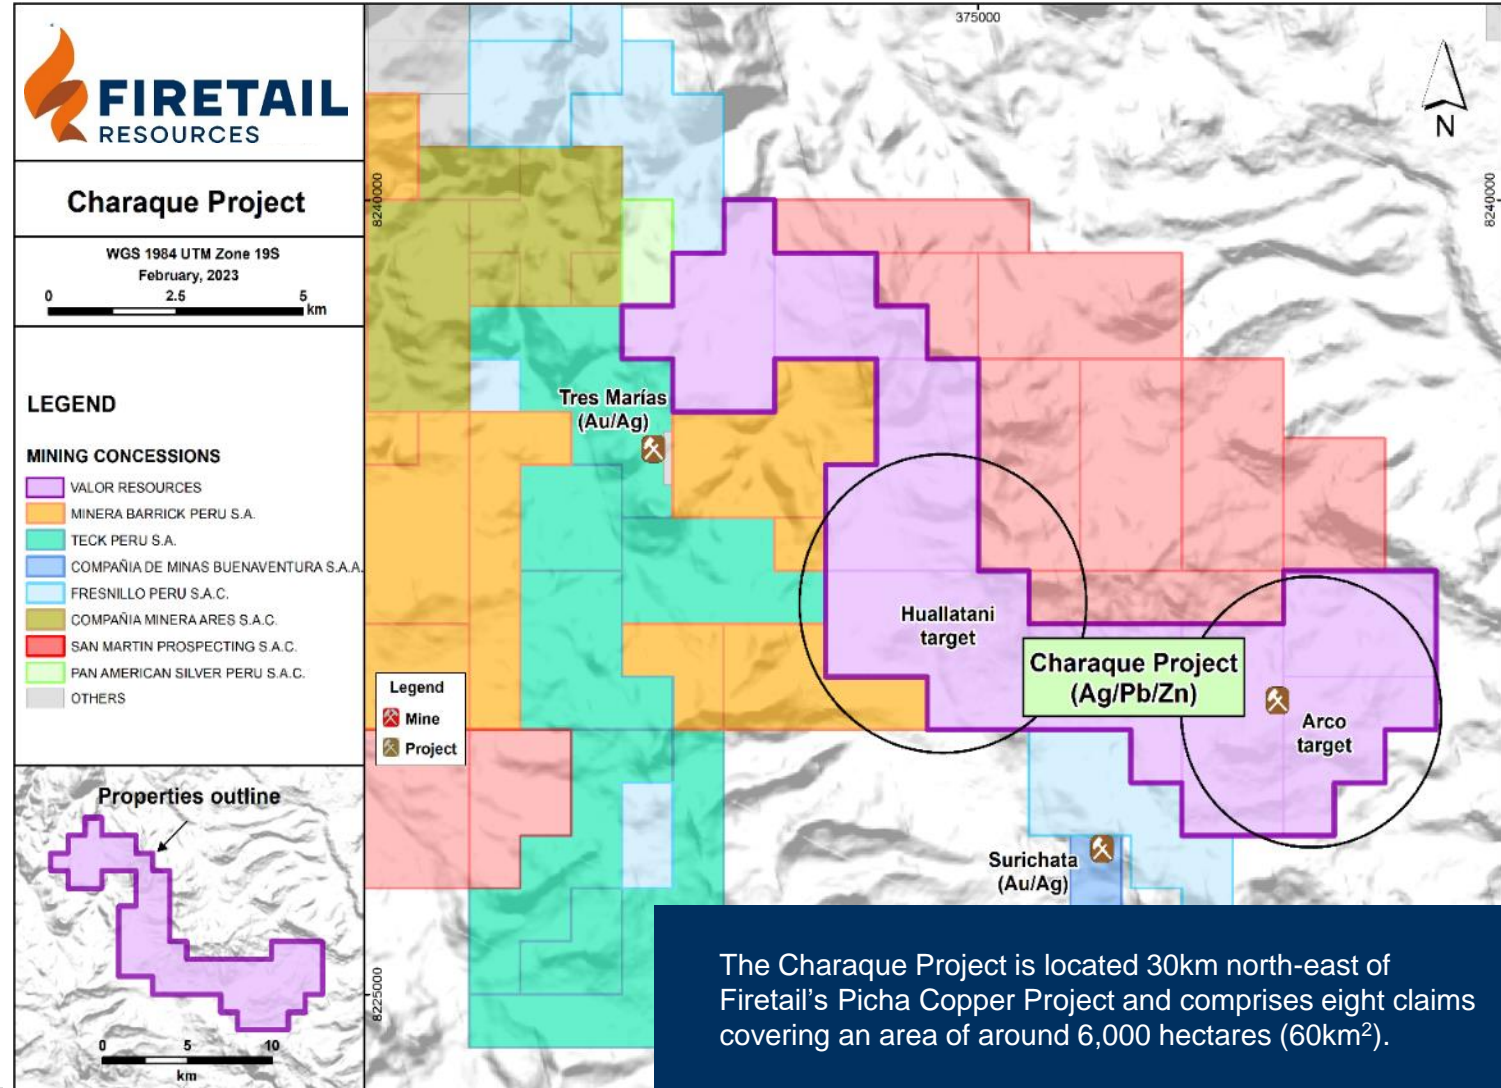 FIRETAIL
RESOURCES
Charaque Project
WGS 1984 UTM Zone 19S
February, 2023
0 2.5 5
km
LEGEND
MINING CONCESSIONS
VALOR RESOURCES
MINERA BARRICK PERU S.A.
TECK PERU S.A.
COMPAÑIA DE MINAS BUENAVENTURA S.A.A.
FRESNILLO PERU S.A.C.
COMPAÑIA MINERA ARES S.A.C.
SAN MARTIN PROSPECTING S.A.C.
PAN AMERICAN SILVER PERU S.A.C.
OTHERS
Properties outline
0 5 10
km
375000
N
8240000
8240000
8225000
Tres Marías
(Au/Ag)
Legend
Mine
Project
Huallatani
target
Charaque Project
(Ag/Pb/Zn)
Arco
target
Surichata
(Au/Ag)
The Charaque Project is located 30km north-east of
Firetail’s Picha Copper Project and comprises eight claims
covering an area of around 6,000 hectares (60km²).